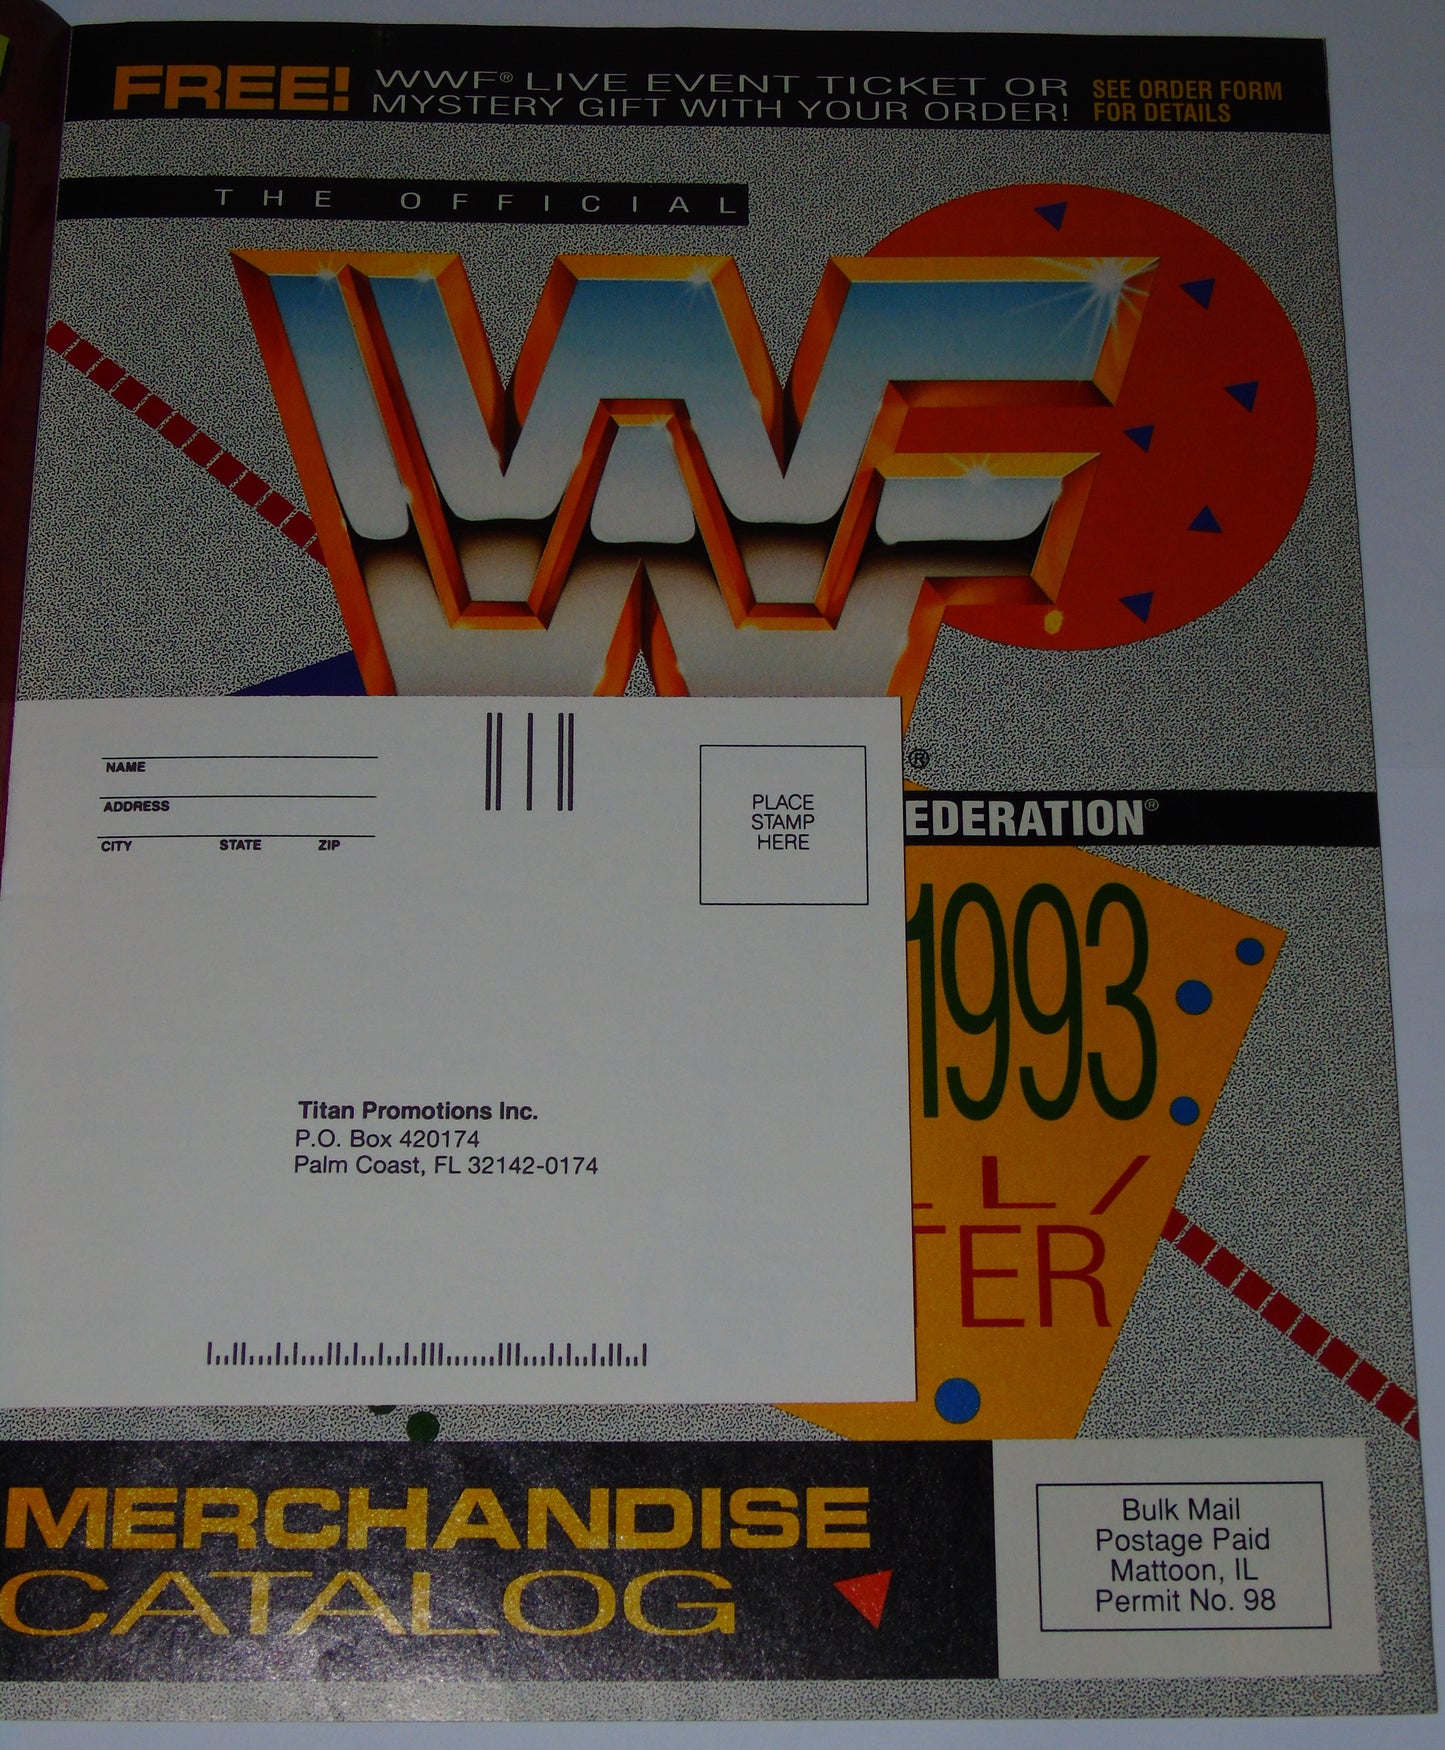 FREE! WWF® LIVE EVENT TICKET OR
MYSTERY GIFT WITH YOUR ORDER!
SEE ORDER FORM
FOR DETAILS
THE OFFICIAL
WWF
®
EDERATION®
1993
LL/
TER
NAME
ADDRESS
CITY STATE ZIP
PLACE
STAMP
HERE
Titan Promotions Inc.
P.O. Box 420174
Palm Coast, FL 32142-0174
MERCHANDISE
CATALOG
Bulk Mail
Postage Paid
Mattoon, IL
Permit No. 98